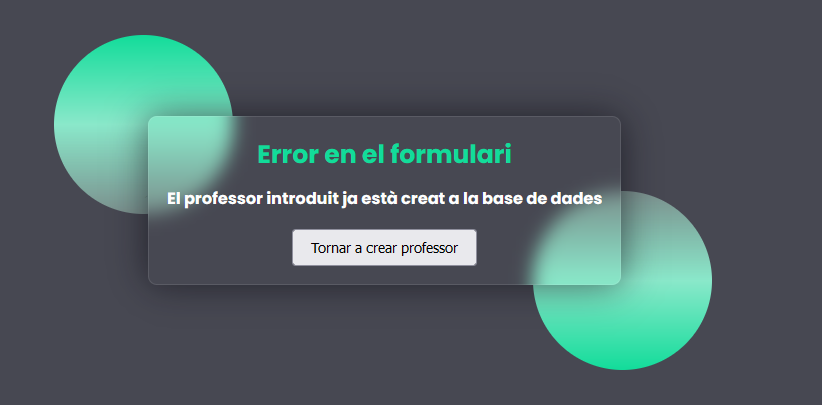 Error en el formulari
El professor introduit ja està creat a la base de dades
Tornar a crear professor